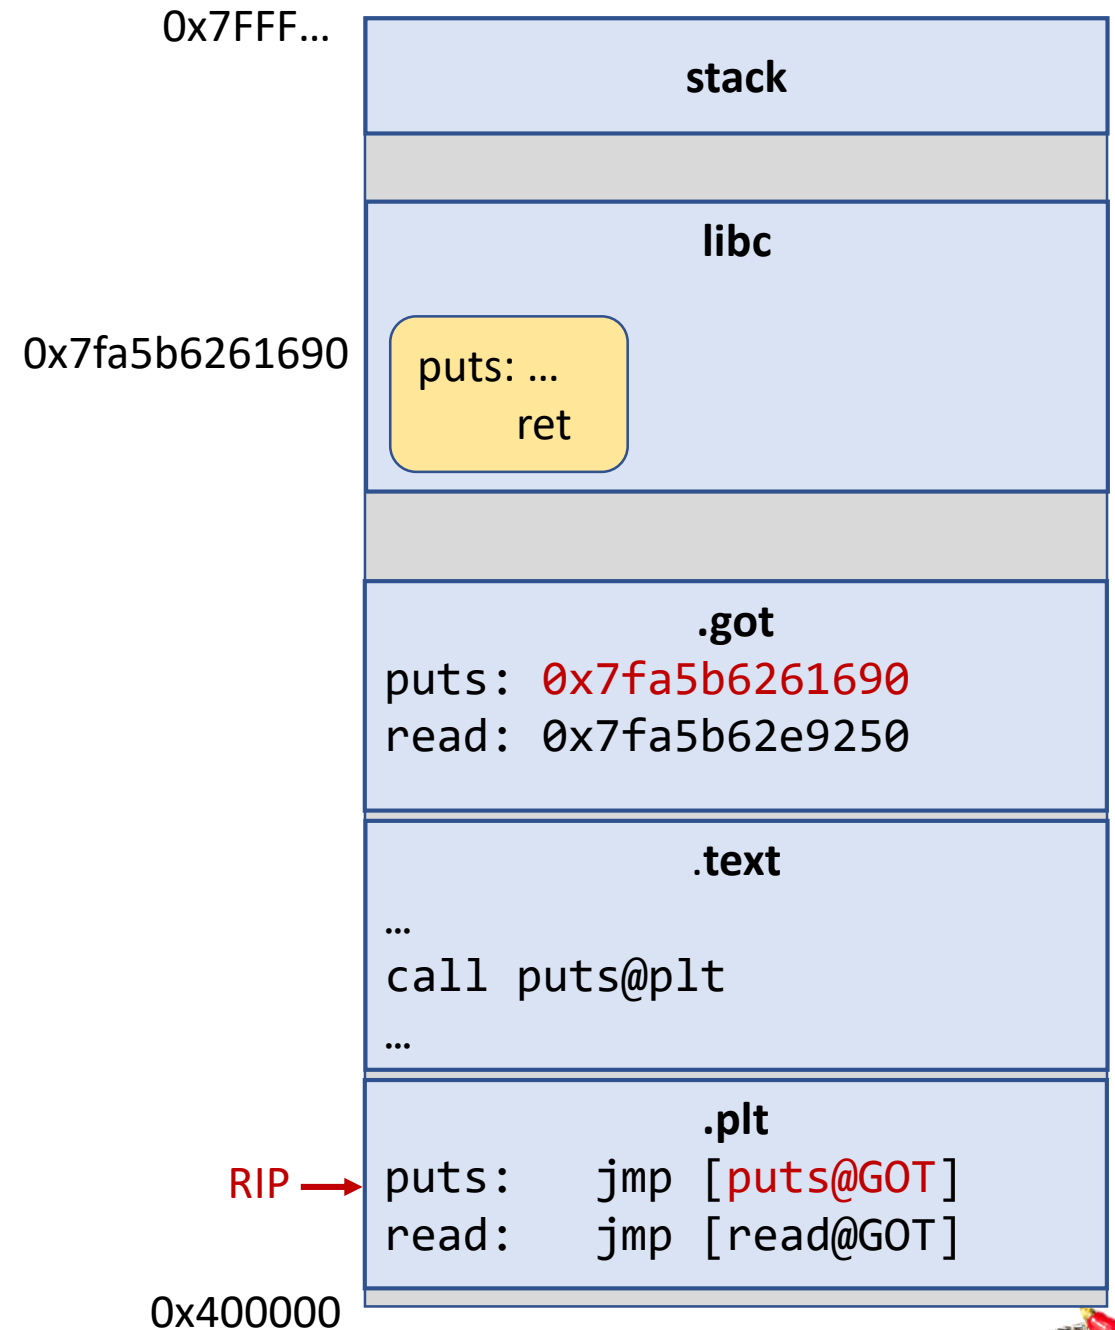 0x7FFF…
stack
libc
0x7fa5b6261690
puts: …
ret
.got
puts: 0x7fa5b6261690
read: 0x7fa5b62e9250
.text
…
call puts@plt
…
.plt
RIP
puts: jmp [puts@GOT]
read: jmp [read@GOT]
0x400000